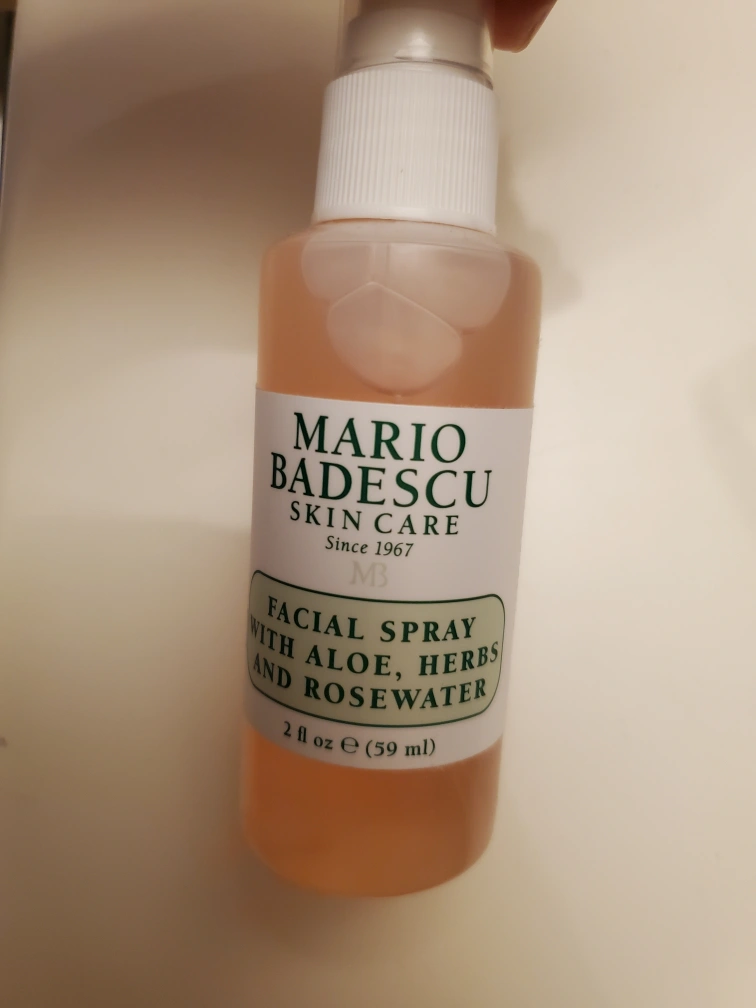 MARIO
BADESCU
SKIN CARE
Since 1967
MB
FACIAL SPRAY
WITH ALOE, HERBS
AND ROSEWATER
2 fl oz ℮ (59 ml)